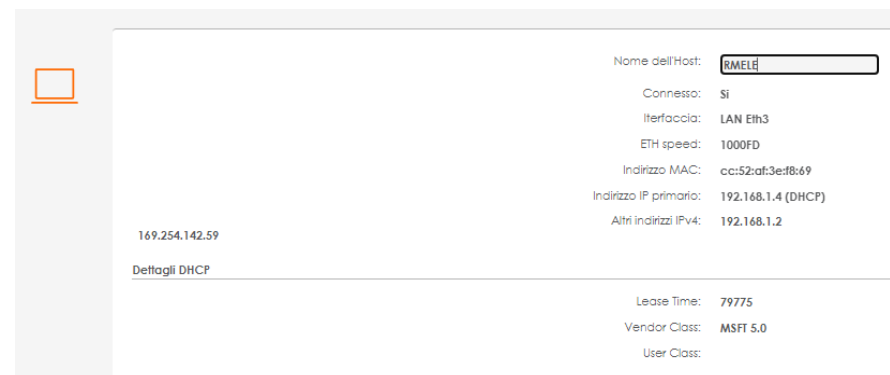 Nome dell'Host: RMELE
Connesso: Si
Iterfaccia: LAN Eth3
ETH speed: 1000FD
Indirizzo MAC: cc:52:af:3e:f8:69
Indirizzo IP primario: 192.168.1.4 (DHCP)
Altri indirizzi IPv4: 192.168.1.2
169.254.142.59
Dettagli DHCP
Lease Time: 79775
Vendor Class: MSFT 5.0
User Class: